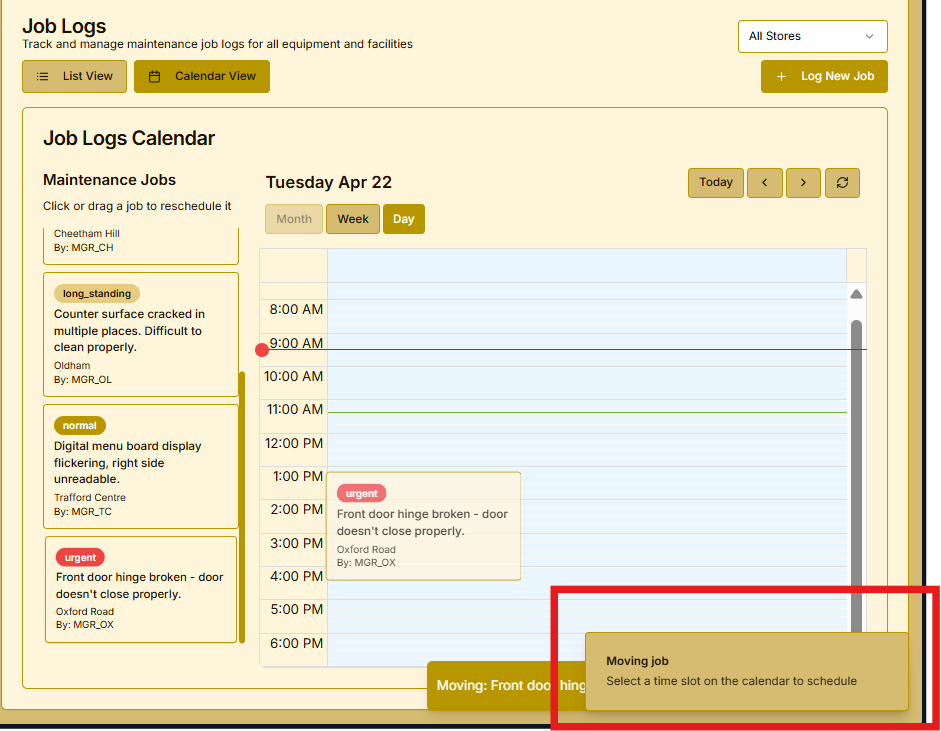 Job Logs
Track and manage maintenance job logs for all equipment and facilities
All Stores
List View
Calendar View
Log New Job
Job Logs Calendar
Maintenance Jobs
Click or drag a job to reschedule it
Cheetham Hill
By: MGR_CH
long_standing
Counter surface cracked in
multiple places. Difficult to
clean properly.
Oldham
By: MGR_OL
normal
Digital menu board display
flickering, right side
unreadable.
Trafford Centre
By: MGR_TC
urgent
Front door hinge broken - door
doesn't close properly.
Oxford Road
By: MGR_OX
Tuesday Apr 22
Today
Month
Week
Day
8:00 AM
9:00 AM
10:00 AM
11:00 AM
12:00 PM
1:00 PM
2:00 PM
3:00 PM
4:00 PM
5:00 PM
6:00 PM
urgent
Front door hinge broken - door
doesn't close properly.
Oxford Road
By: MGR_OX
Moving: Front door hing
Moving job
Select a time slot on the calendar to schedule